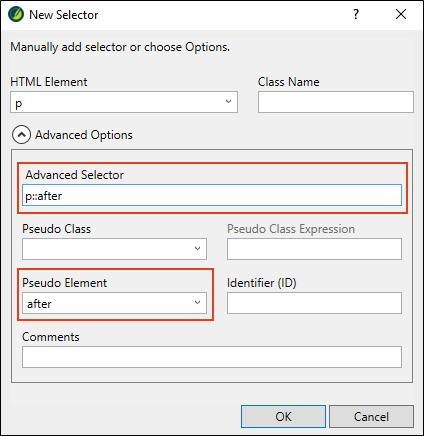 New Selector
Manually add selector or choose Options.
HTML Element Class Name
p
Advanced Options
Advanced Selector
p::after
Pseudo Class Pseudo Class Expression
Pseudo Element Identifier (ID)
after
Comments
OK Cancel